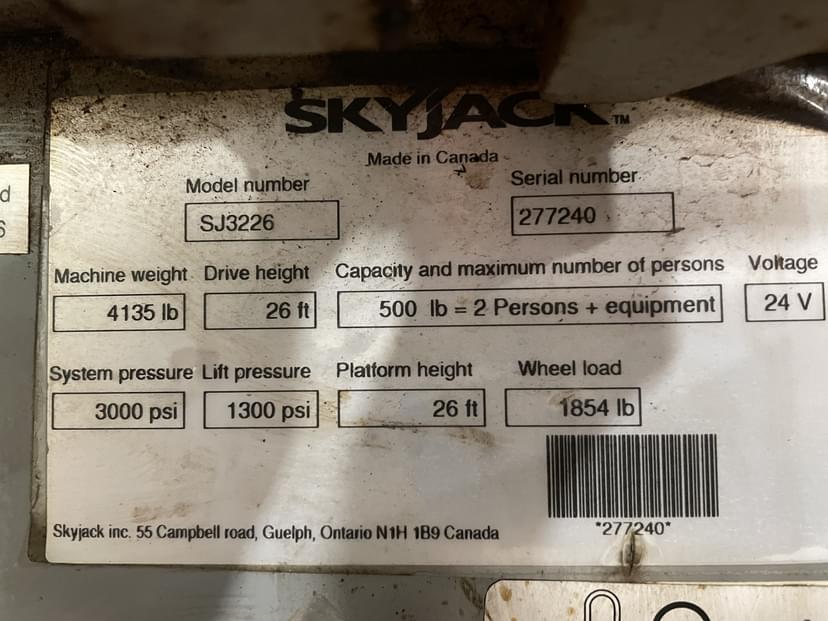 SKYJACK™
Made in Canada
Model number Serial number
SJ3226 277240
Machine weight Drive height Capacity and maximum number of persons Voltage
4135 lb 26 ft 500 lb = 2 Persons + equipment 24 V
System pressure Lift pressure Platform height Wheel load
3000 psi 1300 psi 26 ft 1854 lb
*277240*
Skyjack inc. 55 Campbell road, Guelph, Ontario N1H 1B9 Canada
d